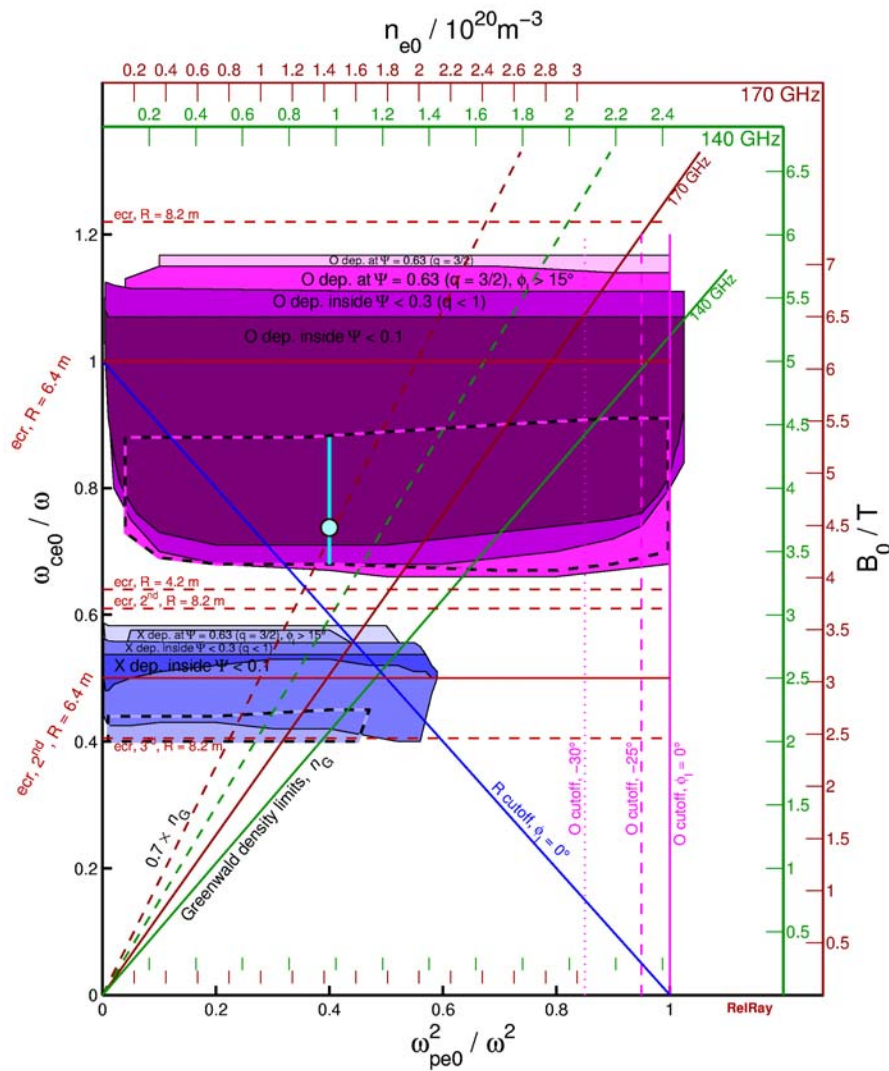 n_e0 / 10^20 m^−3
0.2 0.4 0.6 0.8 1 1.2 1.4 1.6 1.8 2 2.2 2.4 2.6 2.8 3
170 GHz
0.2 0.4 0.6 0.8 1 1.2 1.4 1.6 1.8 2 2.2 2.4
140 GHz
ecr, R = 8.2 m
170 GHz
O dep. at Ψ = 0.63 (q = 3/2)
O dep. at Ψ = 0.63 (q = 3/2), ϕ_i > 15°
O dep. inside Ψ < 0.3 (q < 1)
140 GHz
O dep. inside Ψ < 0.1
ecr, R = 6.4 m
ecr, R = 4.2 m
ecr, 2^nd, R = 8.2 m
X dep. at Ψ = 0.63 (q = 3/2), ϕ_i > 15°
X dep. inside Ψ < 0.3 (q < 1)
X dep. inside Ψ < 0.1
ecr, 2^nd, R = 6.4 m
ecr, 3^rd, R = 8.2 m
0.7 × n_G
Greenwald density limits, n_G
R cutoff, ϕ_i = 0°
O cutoff, −30°
O cutoff, −25°
O cutoff, ϕ_i = 0°
1.2
1
0.8
0.6
0.4
0.2
0
ω_ce0 / ω
6.5
6
5.5
5
4.5
4
3.5
3
2.5
2
1.5
1
0.5
7
6.5
6
5.5
5
4.5
4
3.5
3
2.5
2
1.5
1
0.5
B_0 / T
RelRay
0 0.2 0.4 0.6 0.8 1
ω²_pe0 / ω²